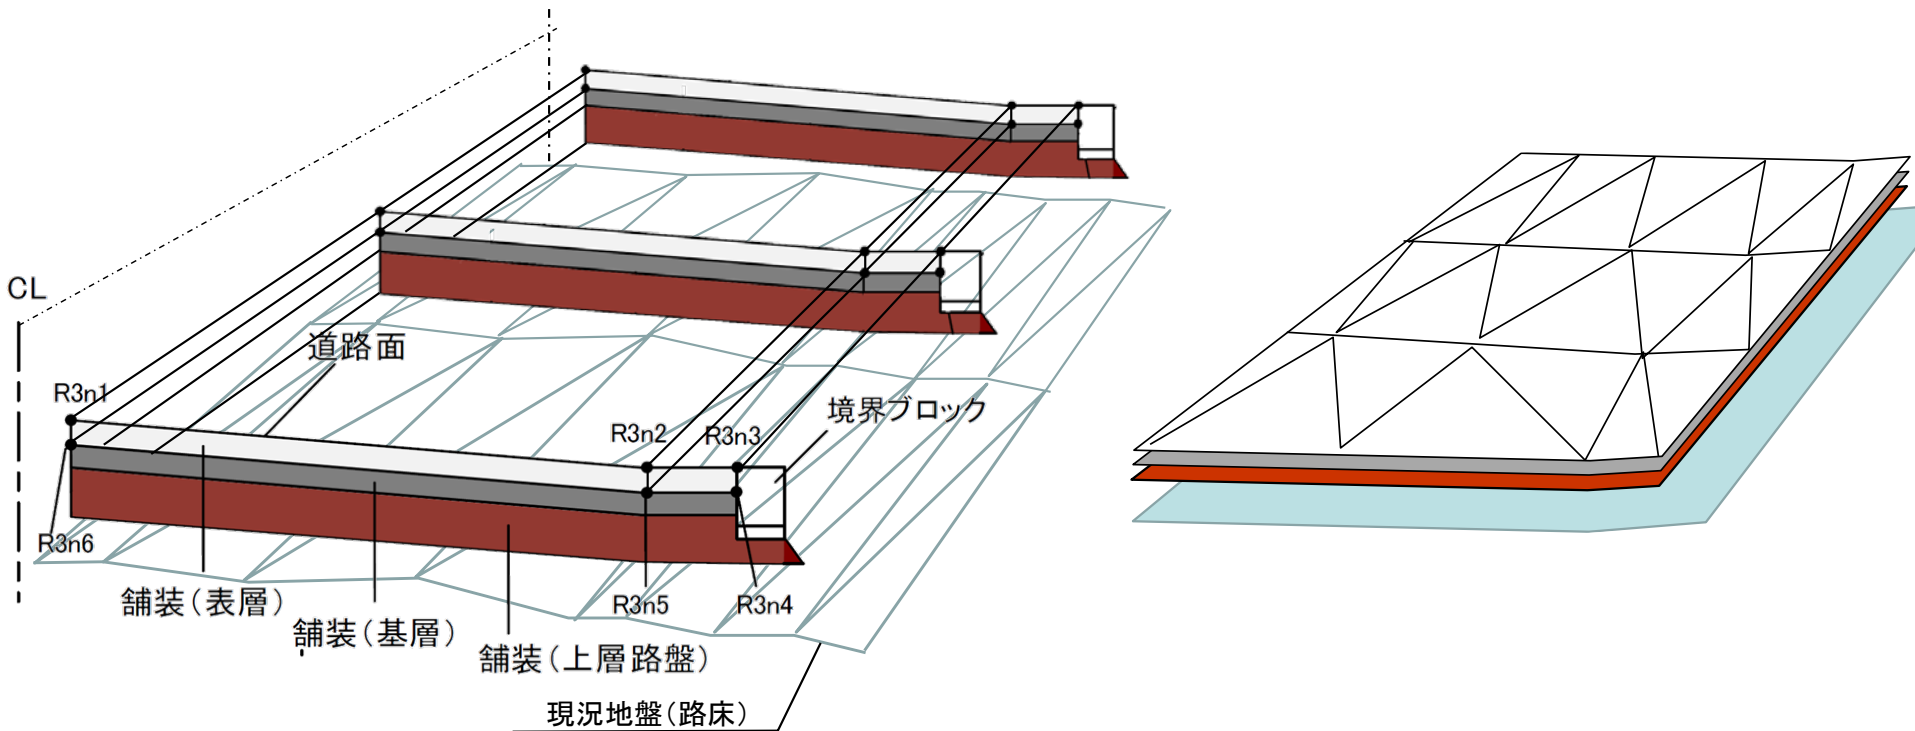 CL
道路面
R3n1
境界ブロック
R3n2
R3n3
R3n6
舗装(表層)
R3n5
R3n4
舗装(基層)
舗装(上層路盤)
現況地盤(路床)